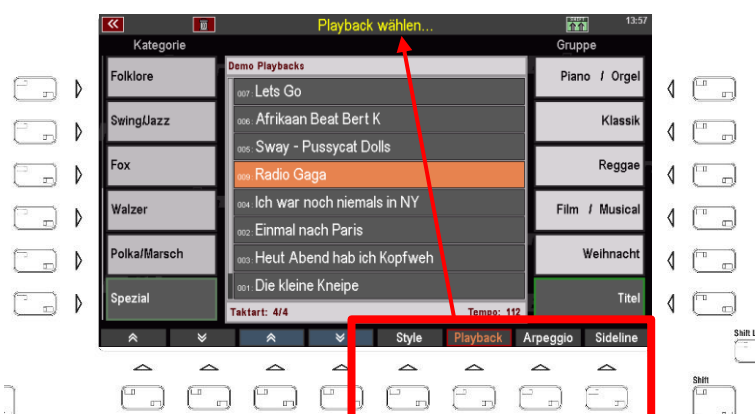 Playback wählen...
SHIFT
13:57
Kategorie
Gruppe
Folklore
Swing/Jazz
Fox
Walzer
Polka/Marsch
Spezial
Demo Playbacks
007: Lets Go
006: Afrikaan Beat Bert K
005: Sway - Pussycat Dolls
009: Radio Gaga
004: Ich war noch niemals in NY
002: Einmal nach Paris
003: Heut Abend hab ich Kopfweh
001: Die kleine Kneipe
Taktart: 4/4
Tempo: 112
Piano / Orgel
Klassik
Reggae
Film / Musical
Weihnacht
Titel
Style
Playback
Arpeggio
Sideline
Shift L
Shift